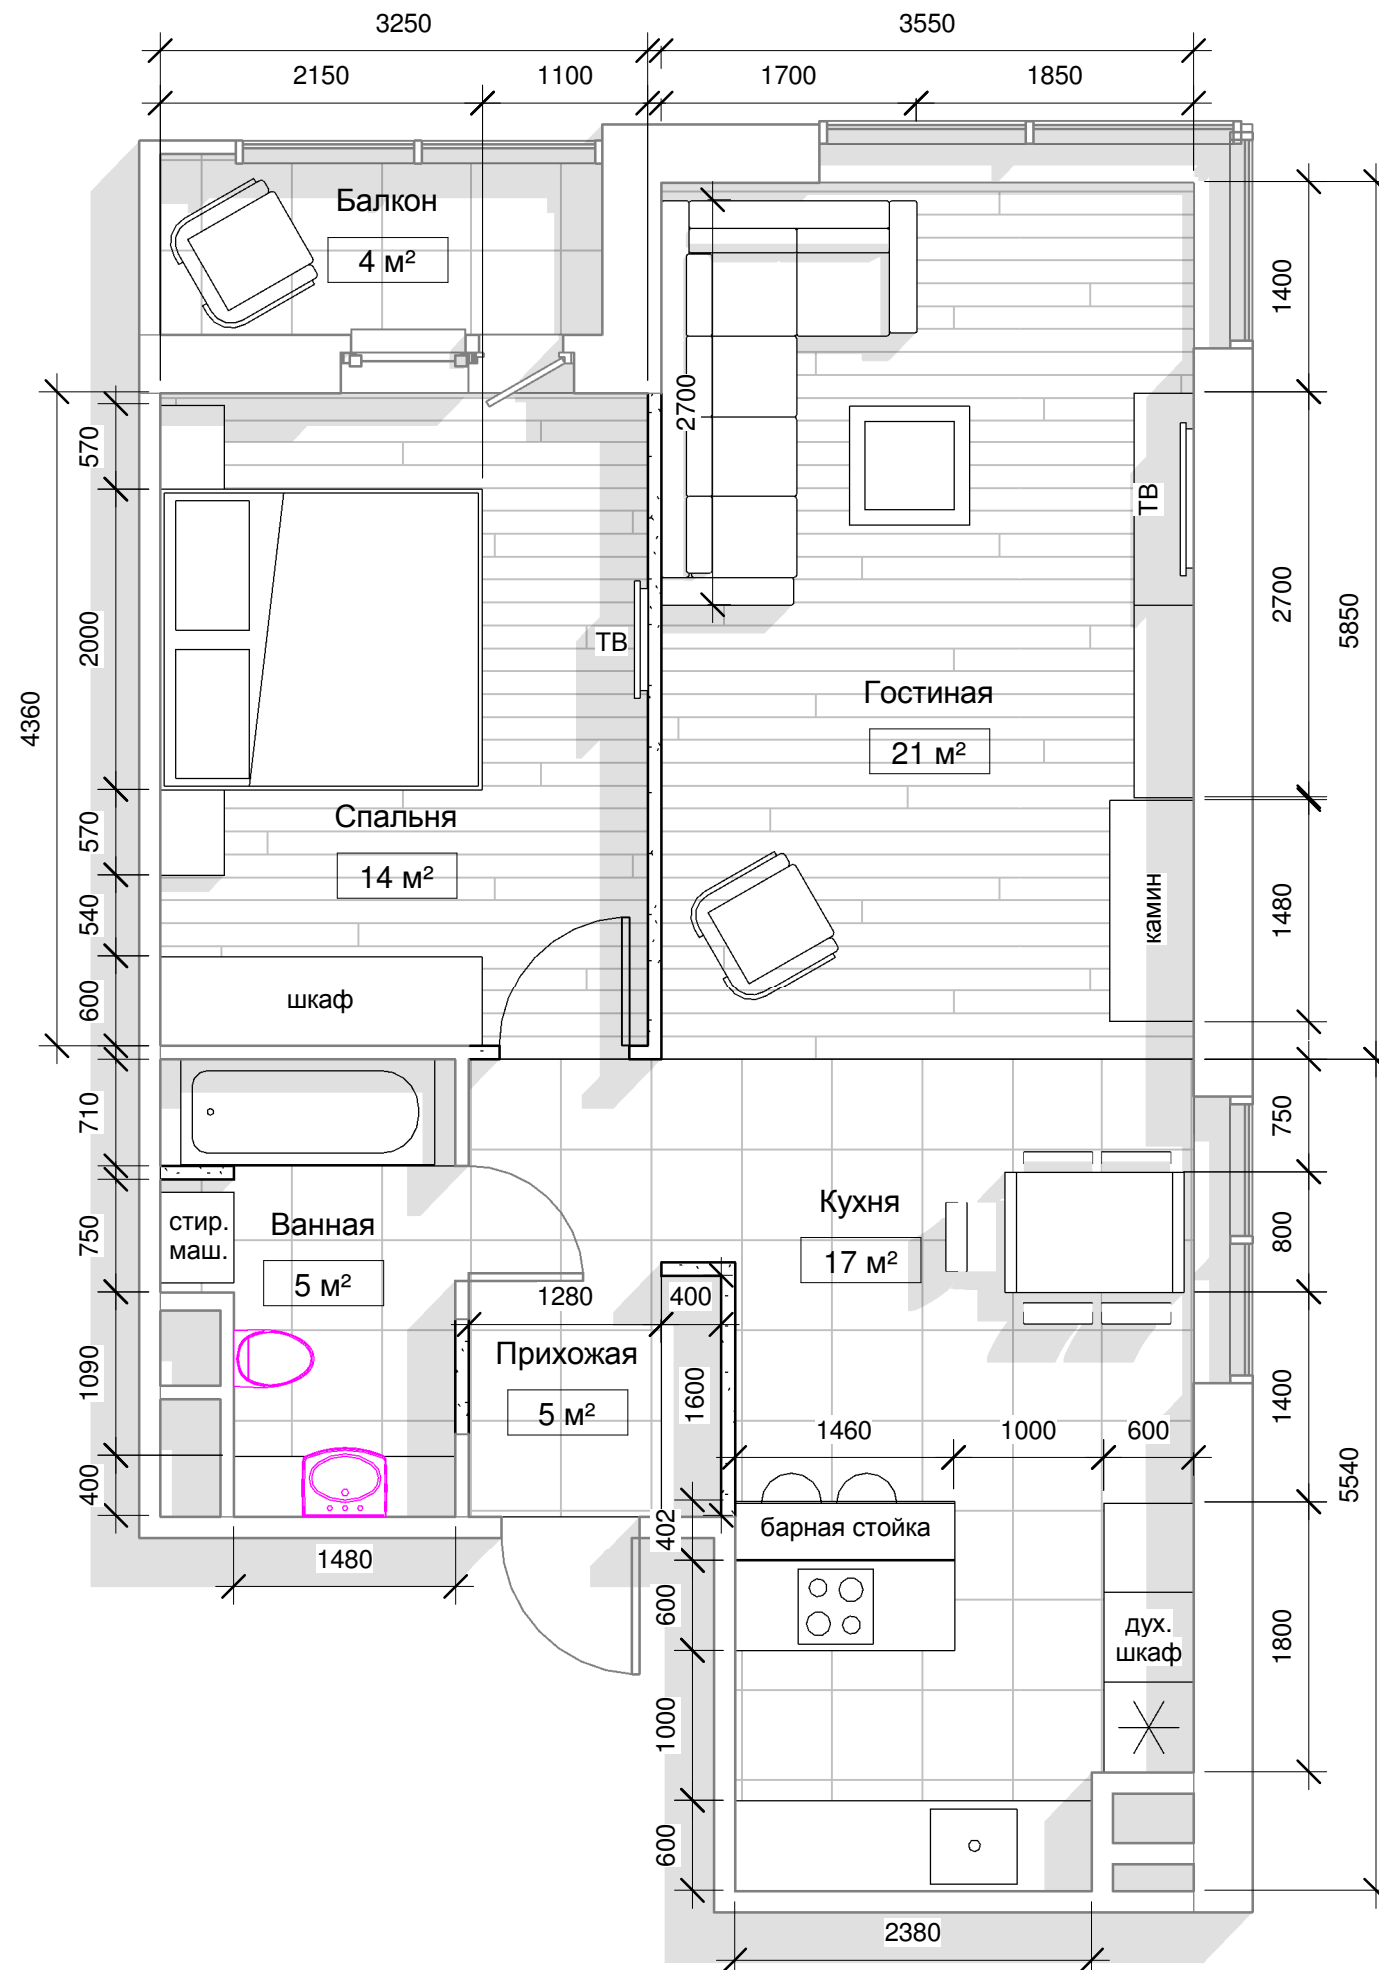 3250
3550
2150
1100
1700
1850
Балкон
4 м²
1400
2700
570
ТВ
2700
2000
5850
ТВ
4360
Гостиная
21 м²
Спальня
570
14 м²
540
камин
1480
600
шкаф
710
750
Кухня
17 м²
стир.
маш.
Ванная
750
5 м²
800
1280
400
Прихожая
5 м²
1090
1600
1400
1460
1000
600
400
5540
402
барная стойка
1480
600
дух.
шкаф
1800
1000
600
2380